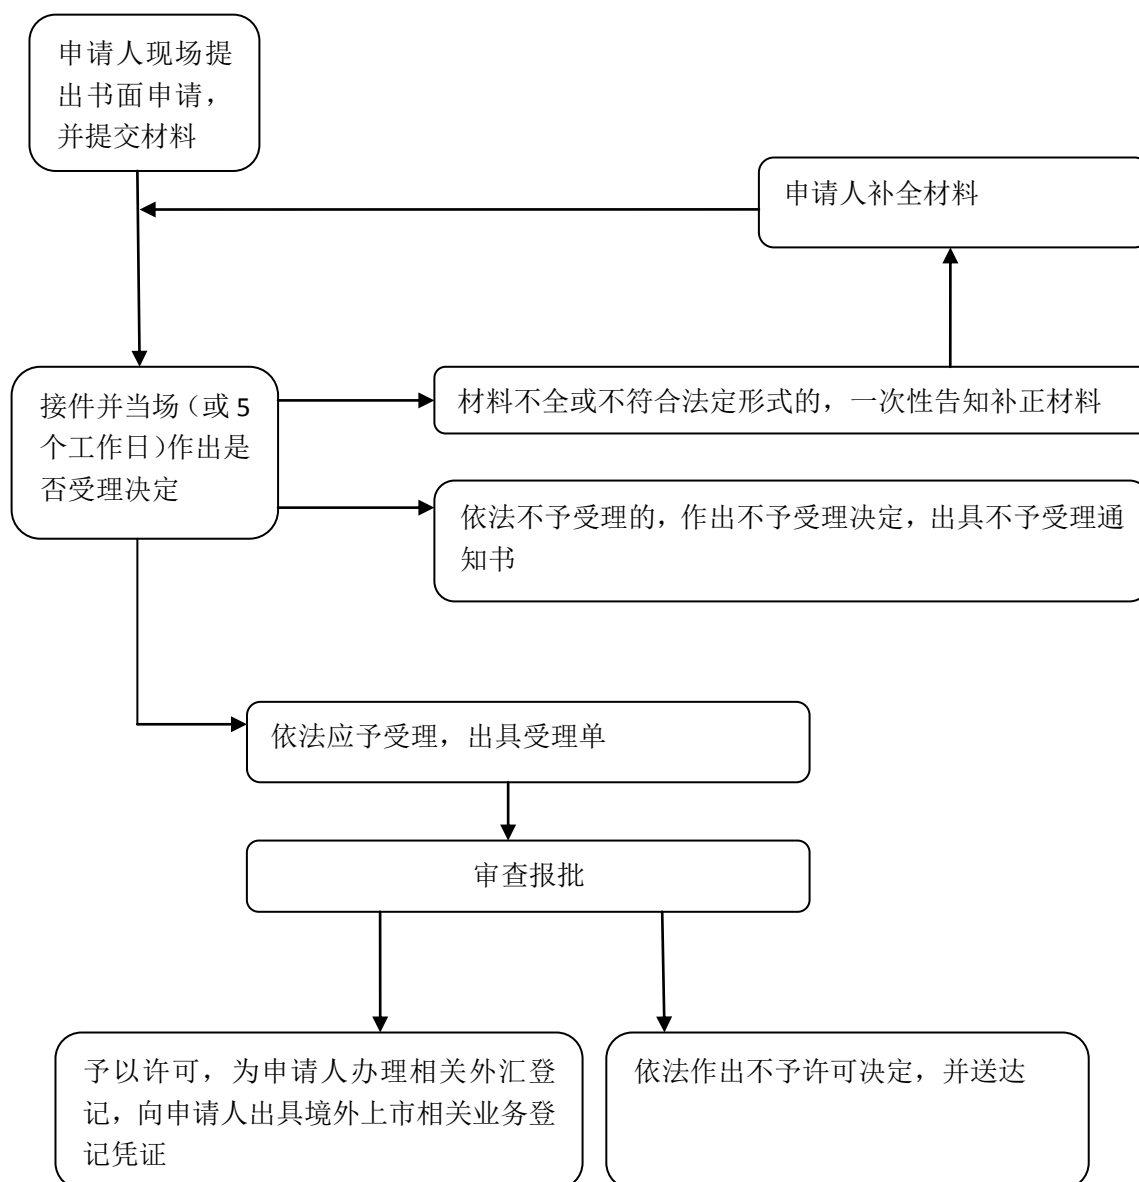 申请人现场提
出书面申请，
并提交材料
申请人补全材料
接件并当场（或 5
个工作日）作出是
否受理决定
材料不全或不符合法定形式的，一次性告知补正材料
依法不予受理的，作出不予受理决定，出具不予受理通
知书
依法应予受理，出具受理单
审查报批
予以许可，为申请人办理相关外汇登
记，向申请人出具境外上市相关业务登
记凭证
依法作出不予许可决定，并送达